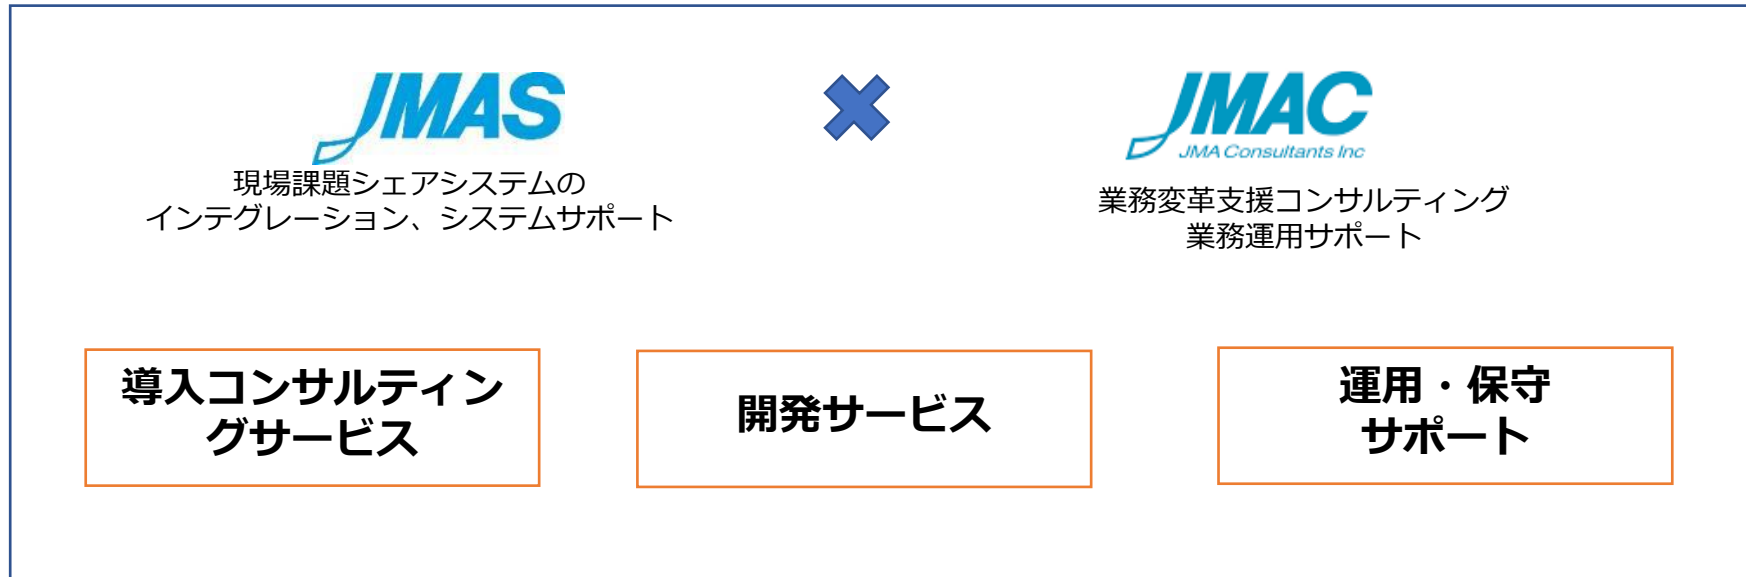 JMAS
現場課題シェアシステムの
インテグレーション、システムサポート
JMAC
JMA Consultants Inc
業務変革支援コンサルティング
業務運用サポート
導入コンサルティン
グサービス
開発サービス
運用・保守
サポート